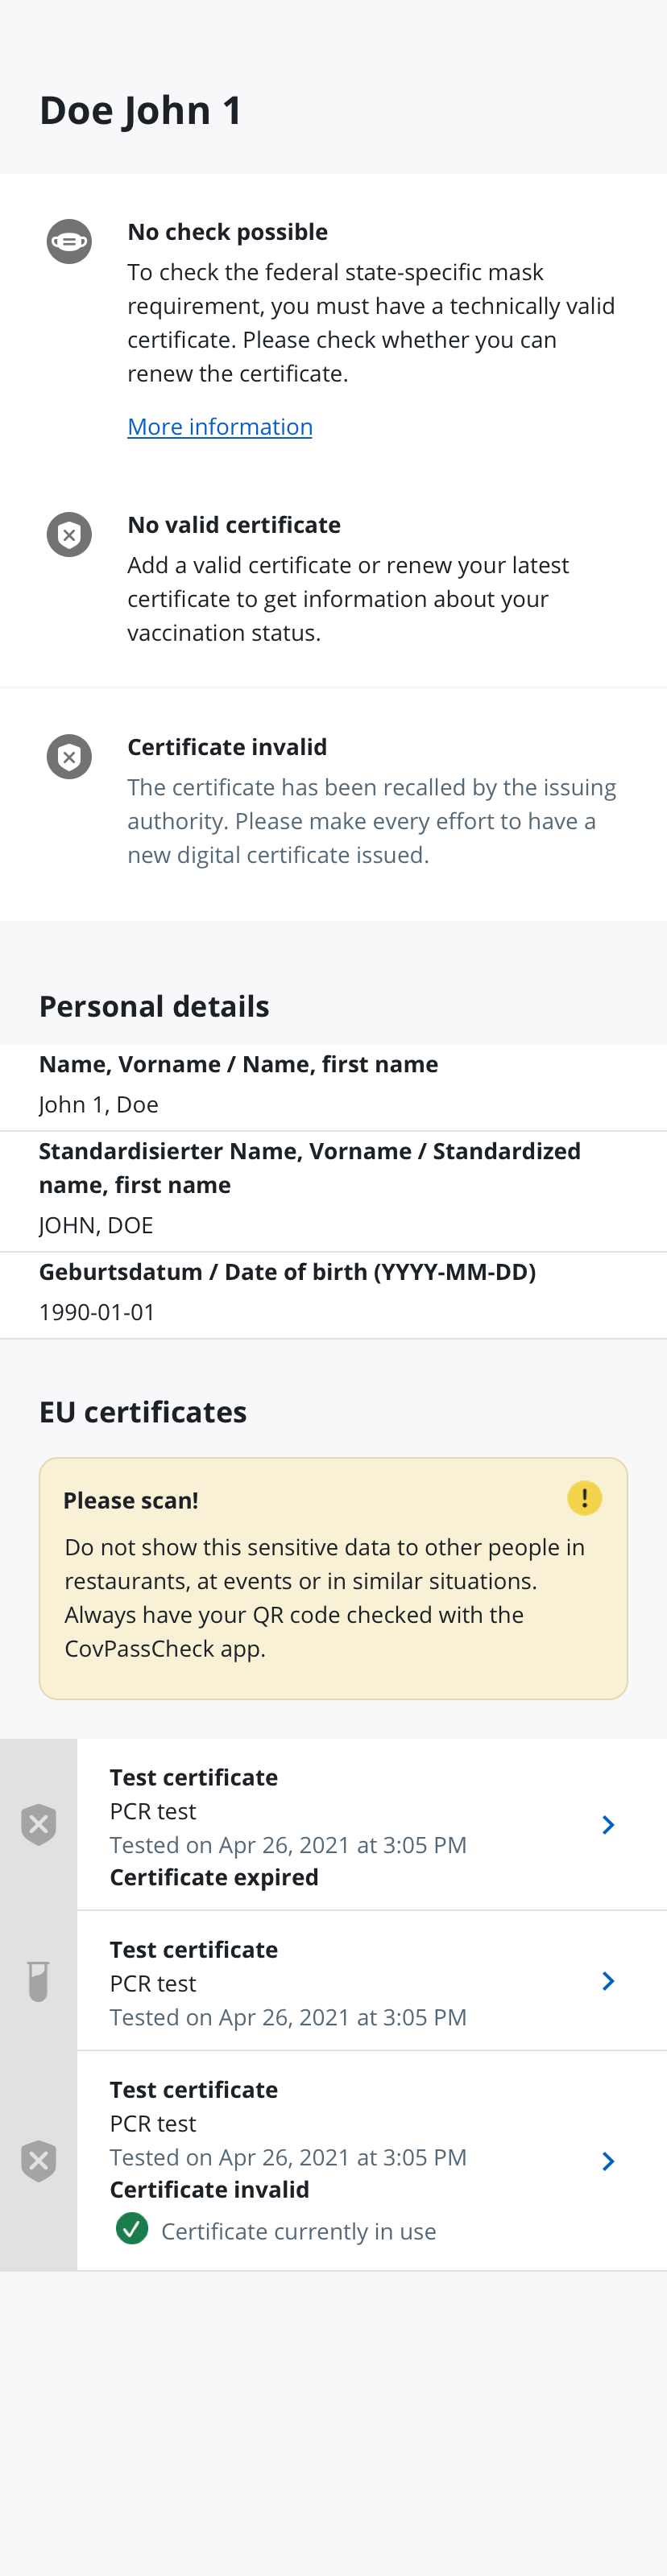 Doe John 1
No check possible
To check the federal state-specific mask
requirement, you must have a technically valid
certificate. Please check whether you can
renew the certificate.
More information
No valid certificate
Add a valid certificate or renew your latest
certificate to get information about your
vaccination status.
Certificate invalid
The certificate has been recalled by the issuing
authority. Please make every effort to have a
new digital certificate issued.
Personal details
Name, Vorname / Name, first name
John 1, Doe
Standardisierter Name, Vorname / Standardized
name, first name
JOHN, DOE
Geburtsdatum / Date of birth (YYYY-MM-DD)
1990-01-01
EU certificates
Please scan!
Do not show this sensitive data to other people in
restaurants, at events or in similar situations.
Always have your QR code checked with the
CovPassCheck app.
Test certificate
PCR test
Tested on Apr 26, 2021 at 3:05 PM
Certificate expired
Test certificate
PCR test
Tested on Apr 26, 2021 at 3:05 PM
Test certificate
PCR test
Tested on Apr 26, 2021 at 3:05 PM
Certificate invalid
Certificate currently in use